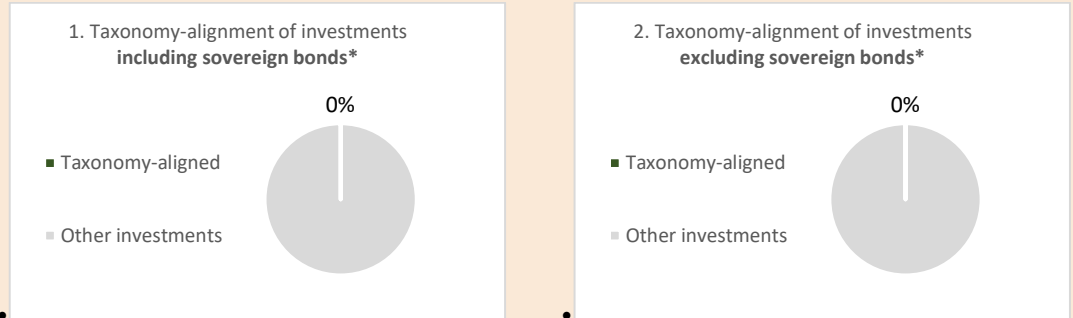 1. Taxonomy-alignment of investments
including sovereign bonds*
0%
Taxonomy-aligned
Other investments
2. Taxonomy-alignment of investments
excluding sovereign bonds*
0%
Taxonomy-aligned
Other investments